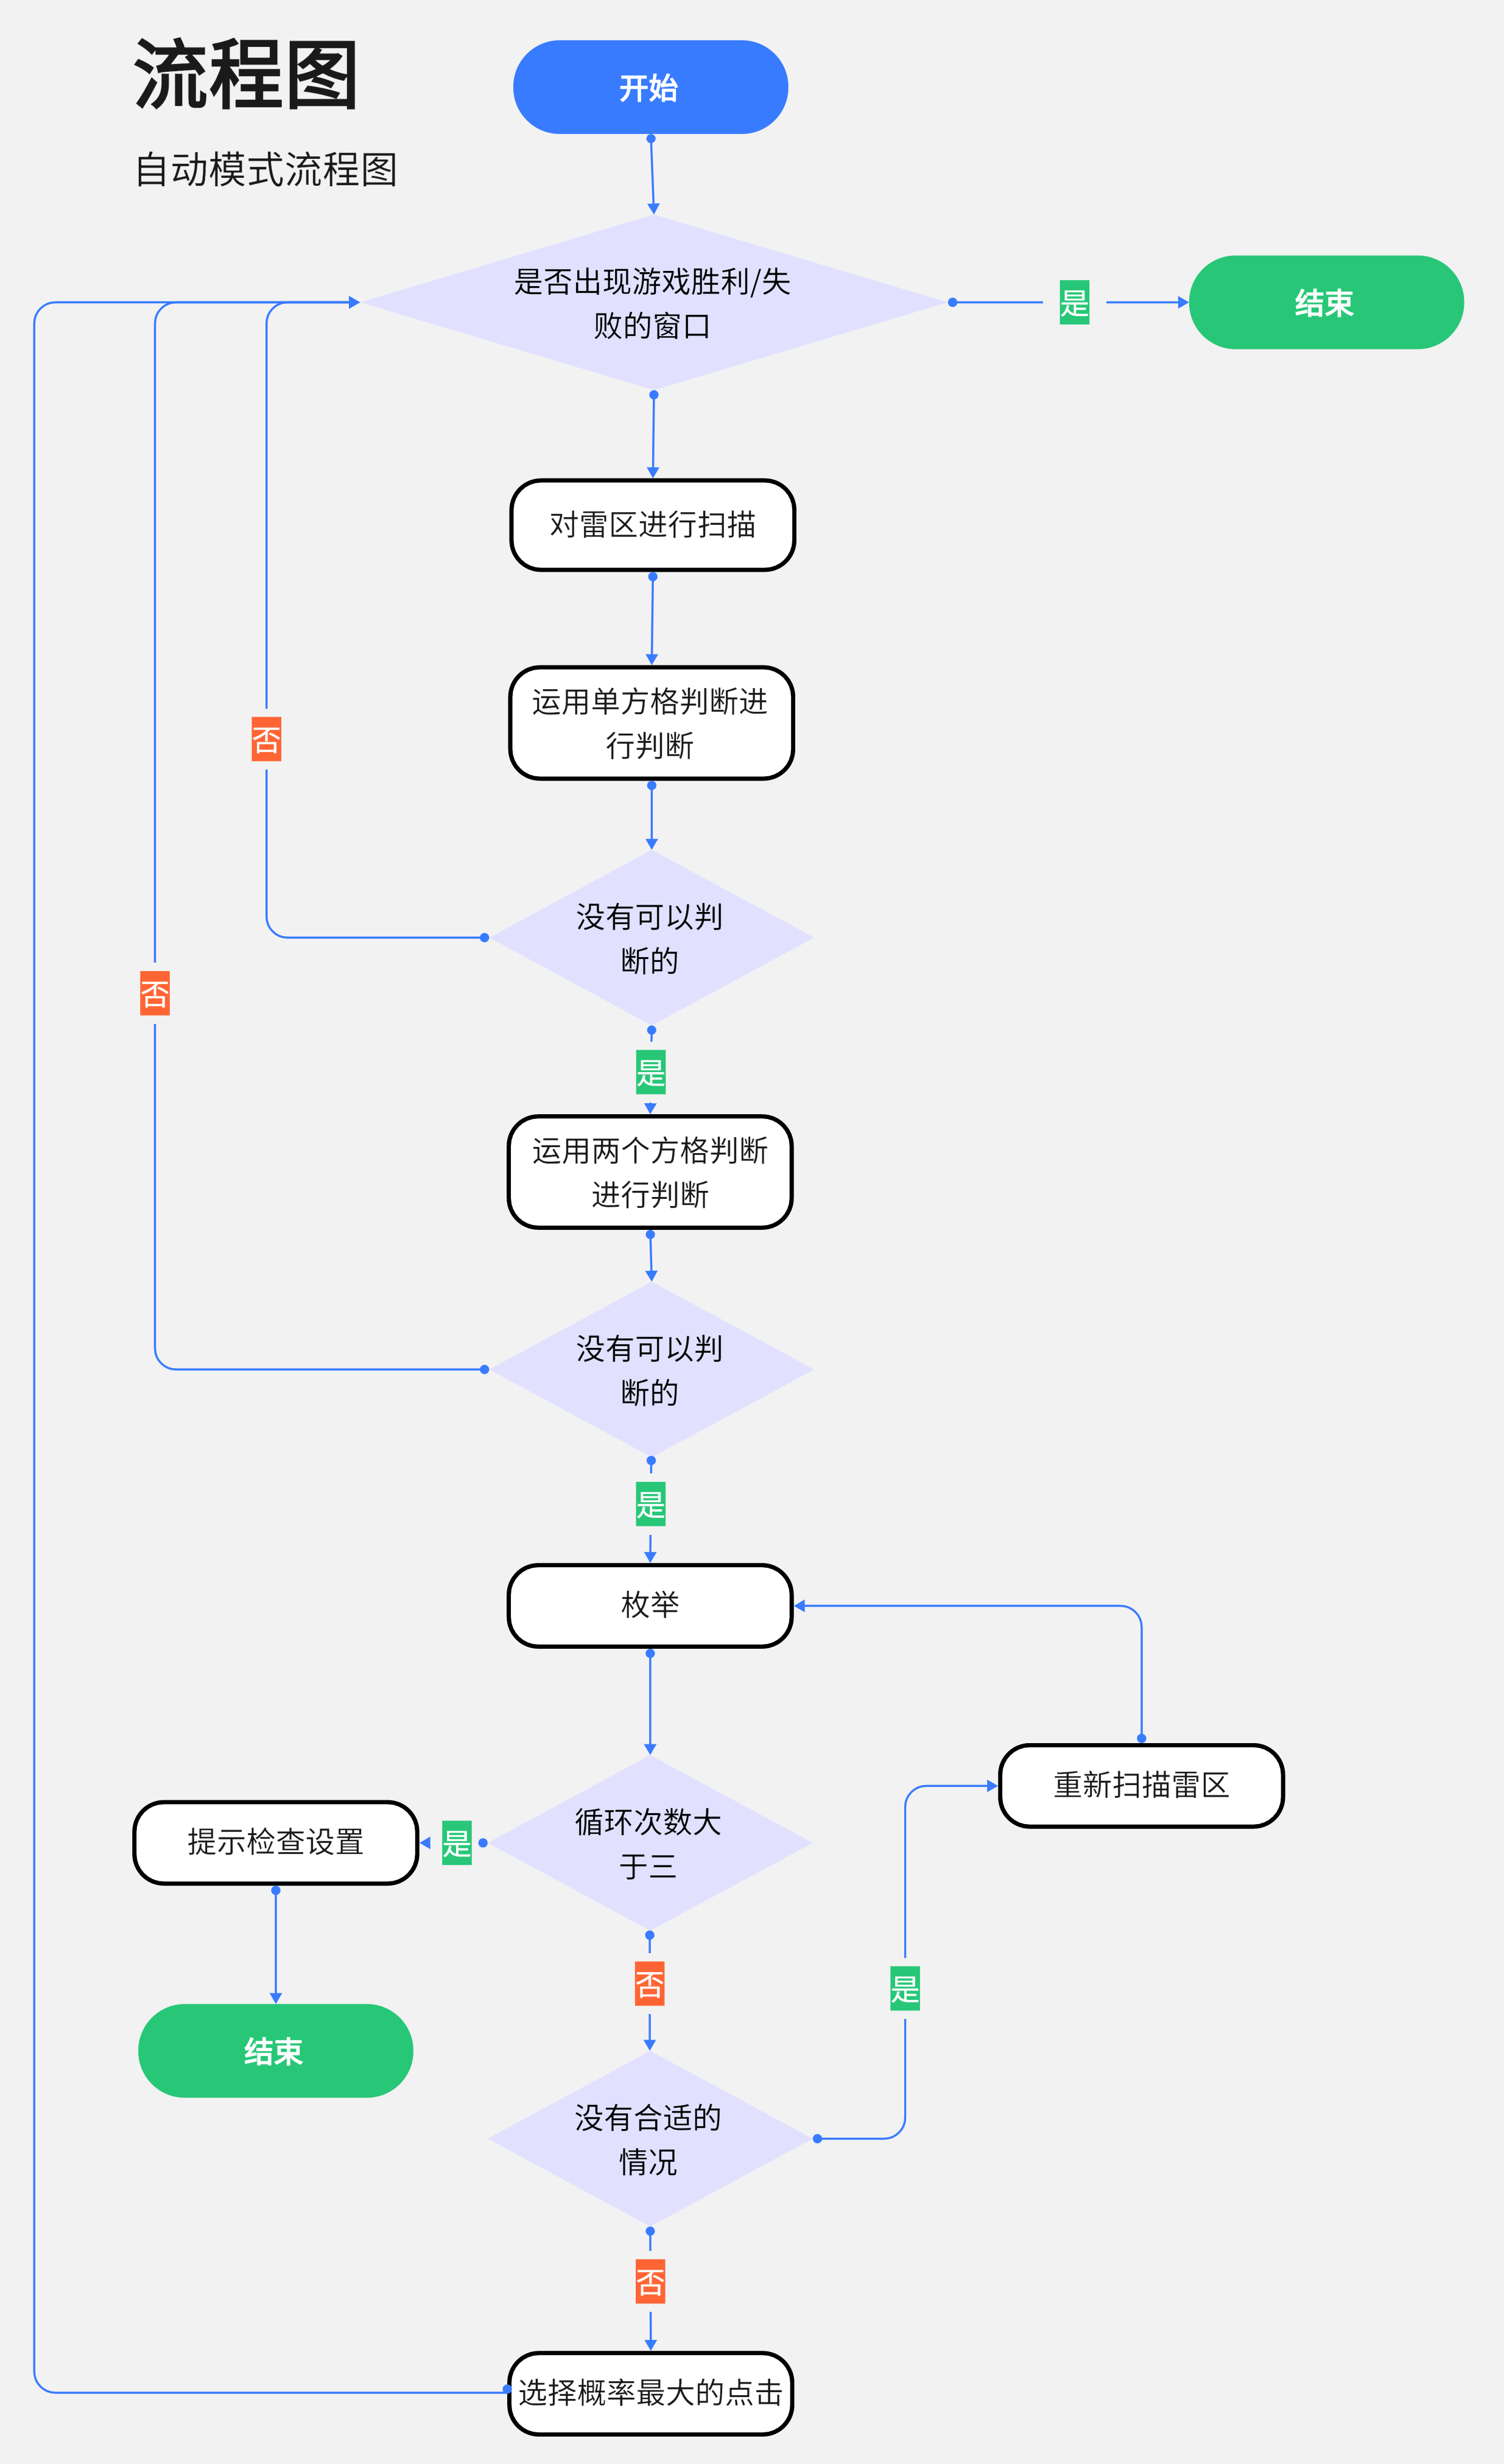 流程图
自动模式流程图
开始
是否出现游戏胜利/失
败的窗口
是
结束
对雷区进行扫描
运用单方格判断进
行判断
否
没有可以判
断的
否
是
运用两个方格判断
进行判断
没有可以判
断的
是
枚举
重新扫描雷区
循环次数大
于三
是
提示检查设置
否
是
结束
没有合适的
情况
否
选择概率最大的点击